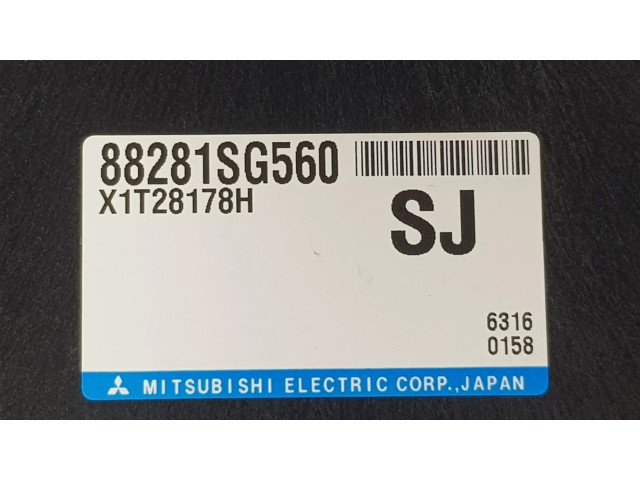 88281SG560
X1T28178H
SJ
6316
0158
MITSUBISHI ELECTRIC CORP.,JAPAN